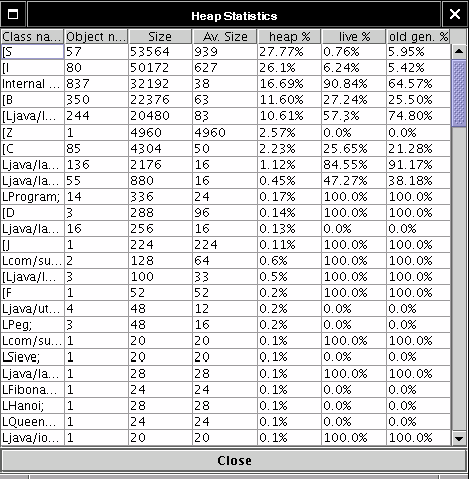 Heap Statistics
Class na... Object n... Size Av. Size heap % live % old gen. %
[S 57 53564 939 27.77% 0.76% 5.95%
[I 80 50172 627 26.1% 6.24% 5.42%
Internal ... 837 32192 38 16.69% 90.84% 64.57%
[B 350 22376 63 11.60% 27.24% 25.50%
[Ljava/la... 244 20480 83 10.61% 57.3% 74.80%
[Z 1 4960 4960 2.57% 0.0% 0.0%
[C 85 4304 50 2.23% 25.65% 21.28%
Ljava/la... 136 2176 16 1.12% 84.55% 91.17%
Ljava/la... 55 880 16 0.45% 47.27% 38.18%
LProgram; 14 336 24 0.17% 100.0% 100.0%
[D 3 288 96 0.14% 100.0% 100.0%
Ljava/la... 16 256 16 0.13% 0.0% 0.0%
[J 1 224 224 0.11% 100.0% 100.0%
Lcom/su... 2 128 64 0.6% 100.0% 100.0%
[Ljava/l... 3 100 33 0.5% 100.0% 100.0%
[F 1 52 52 0.2% 100.0% 100.0%
Ljava/ut... 4 48 12 0.2% 0.0% 0.0%
LPeg; 3 48 16 0.2% 0.0% 0.0%
Lcom/su... 1 20 20 0.1% 100.0% 100.0%
LSieve; 1 20 20 0.1% 0.0% 0.0%
Ljava/la... 1 28 28 0.1% 100.0% 100.0%
LFibona... 1 24 24 0.1% 0.0% 0.0%
LHanoi; 1 28 28 0.1% 0.0% 0.0%
LQueen... 1 24 24 0.1% 0.0% 0.0%
Ljava/io... 1 20 20 0.1% 100.0% 100.0%
Close